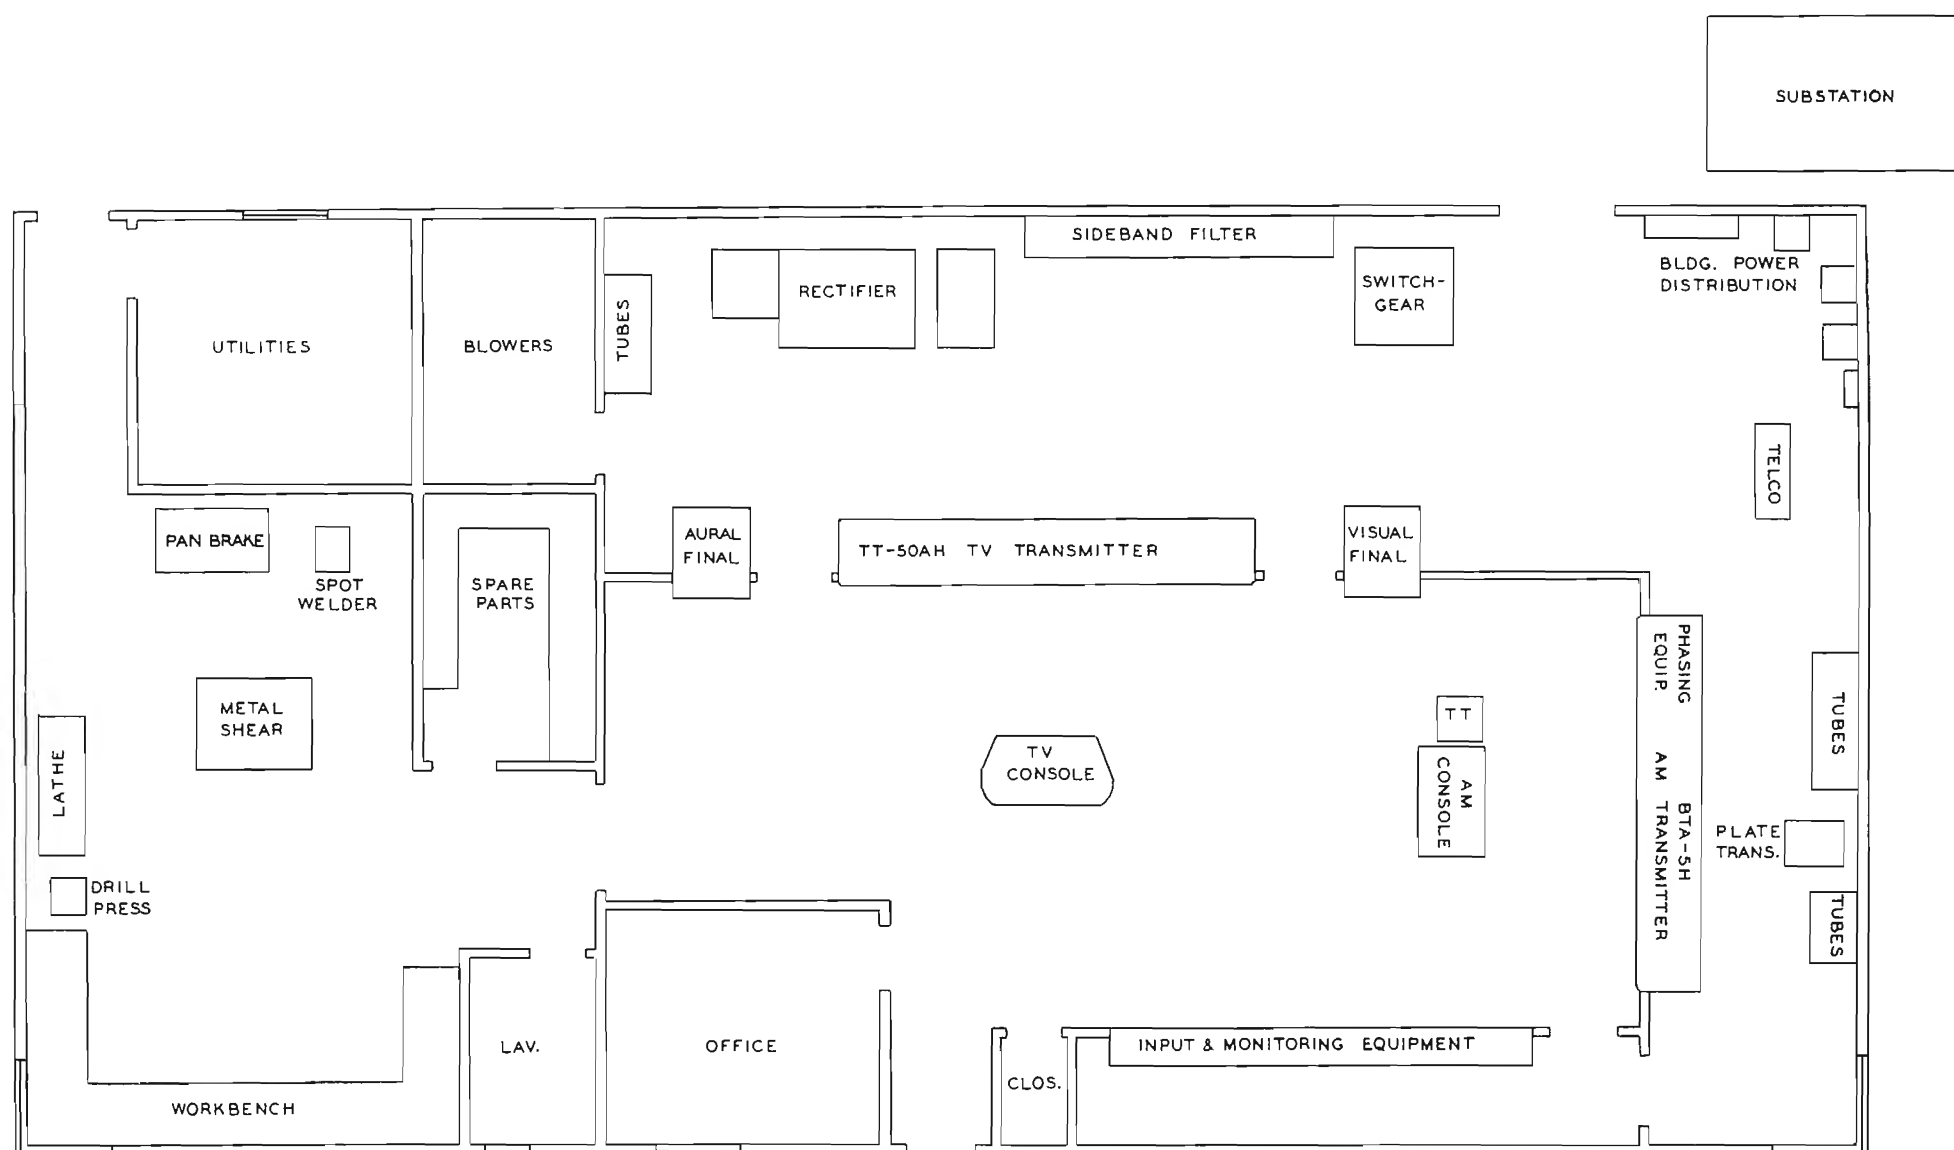 SUBSTATION
SIDEBAND FILTER
BLDG. POWER
DISTRIBUTION
RECTIFIER
SWITCH-
GEAR
TUBES
UTILITIES
BLOWERS
TELCO
PAN BRAKE
SPOT
WELDER
SPARE
PARTS
AURAL
FINAL
TT-50AH TV TRANSMITTER
VISUAL
FINAL
PHASING
EQUIP.
BTA-5H
AM TRANSMITTER
METAL
SHEAR
LATHE
TV
CONSOLE
TT
AM
CONSOLE
TUBES
PLATE
TRANS.
TUBES
DRILL
PRESS
LAV.
OFFICE
INPUT & MONITORING EQUIPMENT
CLOS.
WORKBENCH